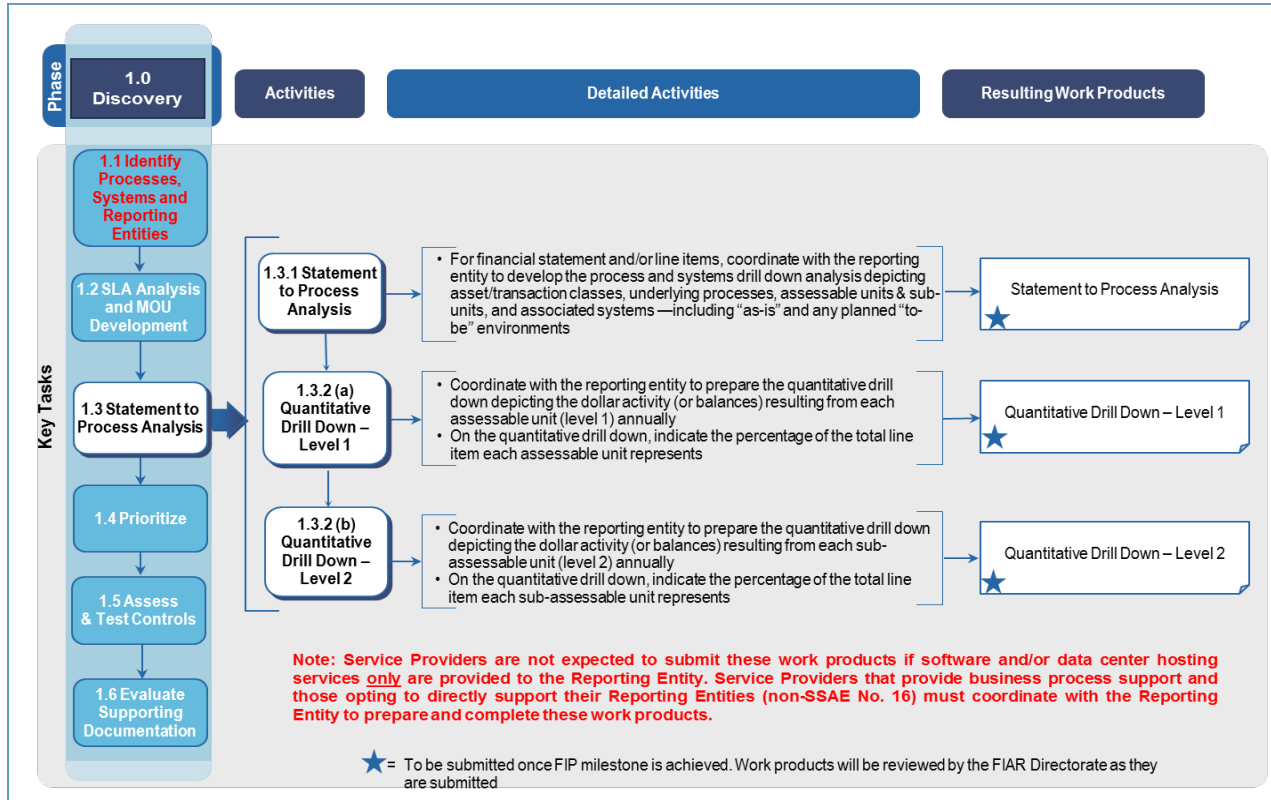 Phase
1.0
Discovery
Activities
Detailed Activities
Resulting Work Products
Key Tasks
1.1 Identify
Processes,
Systems and
Reporting
Entities
1.2 SLA Analysis
and MOU
Development
1.3 Statement to
Process Analysis
1.4 Prioritize
1.5 Assess
& Test Controls
1.6 Evaluate
Supporting
Documentation
1.3.1 Statement
to Process
Analysis
• For financial statement and/or line items, coordinate with the reporting
entity to develop the process and systems drill down analysis depicting
asset/transaction classes, underlying processes, assessable units & sub-
units, and associated systems —including “as-is” and any planned “to-
be” environments
Statement to Process Analysis
1.3.2 (a)
Quantitative
Drill Down –
Level 1
• Coordinate with the reporting entity to prepare the quantitative drill
down depicting the dollar activity (or balances) resulting from each
assessable unit (level 1) annually
• On the quantitative drill down, indicate the percentage of the total line
item each assessable unit represents
Quantitative Drill Down – Level 1
1.3.2 (b)
Quantitative
Drill Down –
Level 2
• Coordinate with the reporting entity to prepare the quantitative drill down
depicting the dollar activity (or balances) resulting from each sub-
assessable unit (level 2) annually
• On the quantitative drill down, indicate the percentage of the total line
item each sub-assessable unit represents
Quantitative Drill Down – Level 2
Note: Service Providers are not expected to submit these work products if software and/or data center hosting
services only are provided to the Reporting Entity. Service Providers that provide business process support and
those opting to directly support their Reporting Entities (non-SSAE No. 16) must coordinate with the Reporting
Entity to prepare and complete these work products.
= To be submitted once FIP milestone is achieved. Work products will be reviewed by the FIAR Directorate as they
are submitted